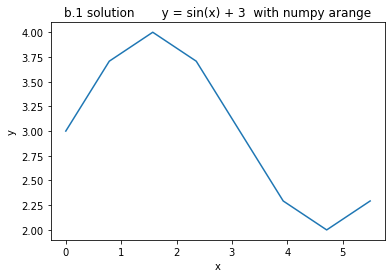 b.1 solution       y = sin(x) + 3  with numpy arange
4.00
3.75
3.50
3.25
3.00
2.75
2.50
2.25
2.00
y
0 1 2 3 4 5
x